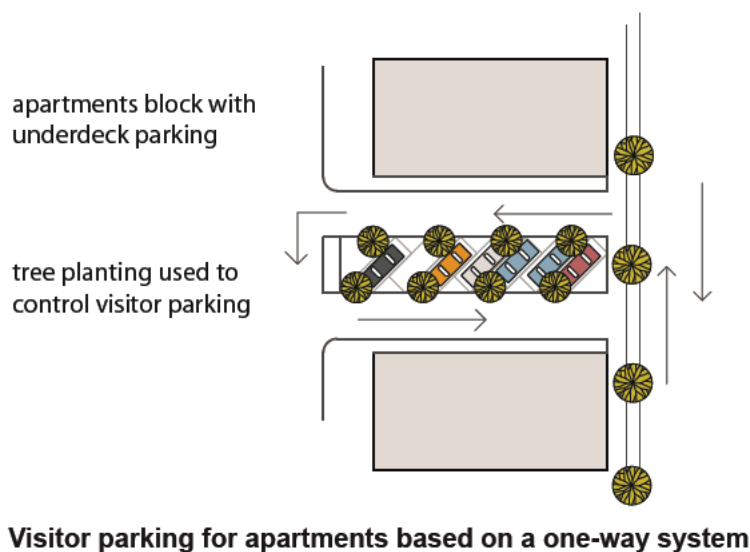 apartments block with
underdeck parking
tree planting used to
control visitor parking
Visitor parking for apartments based on a one-way system